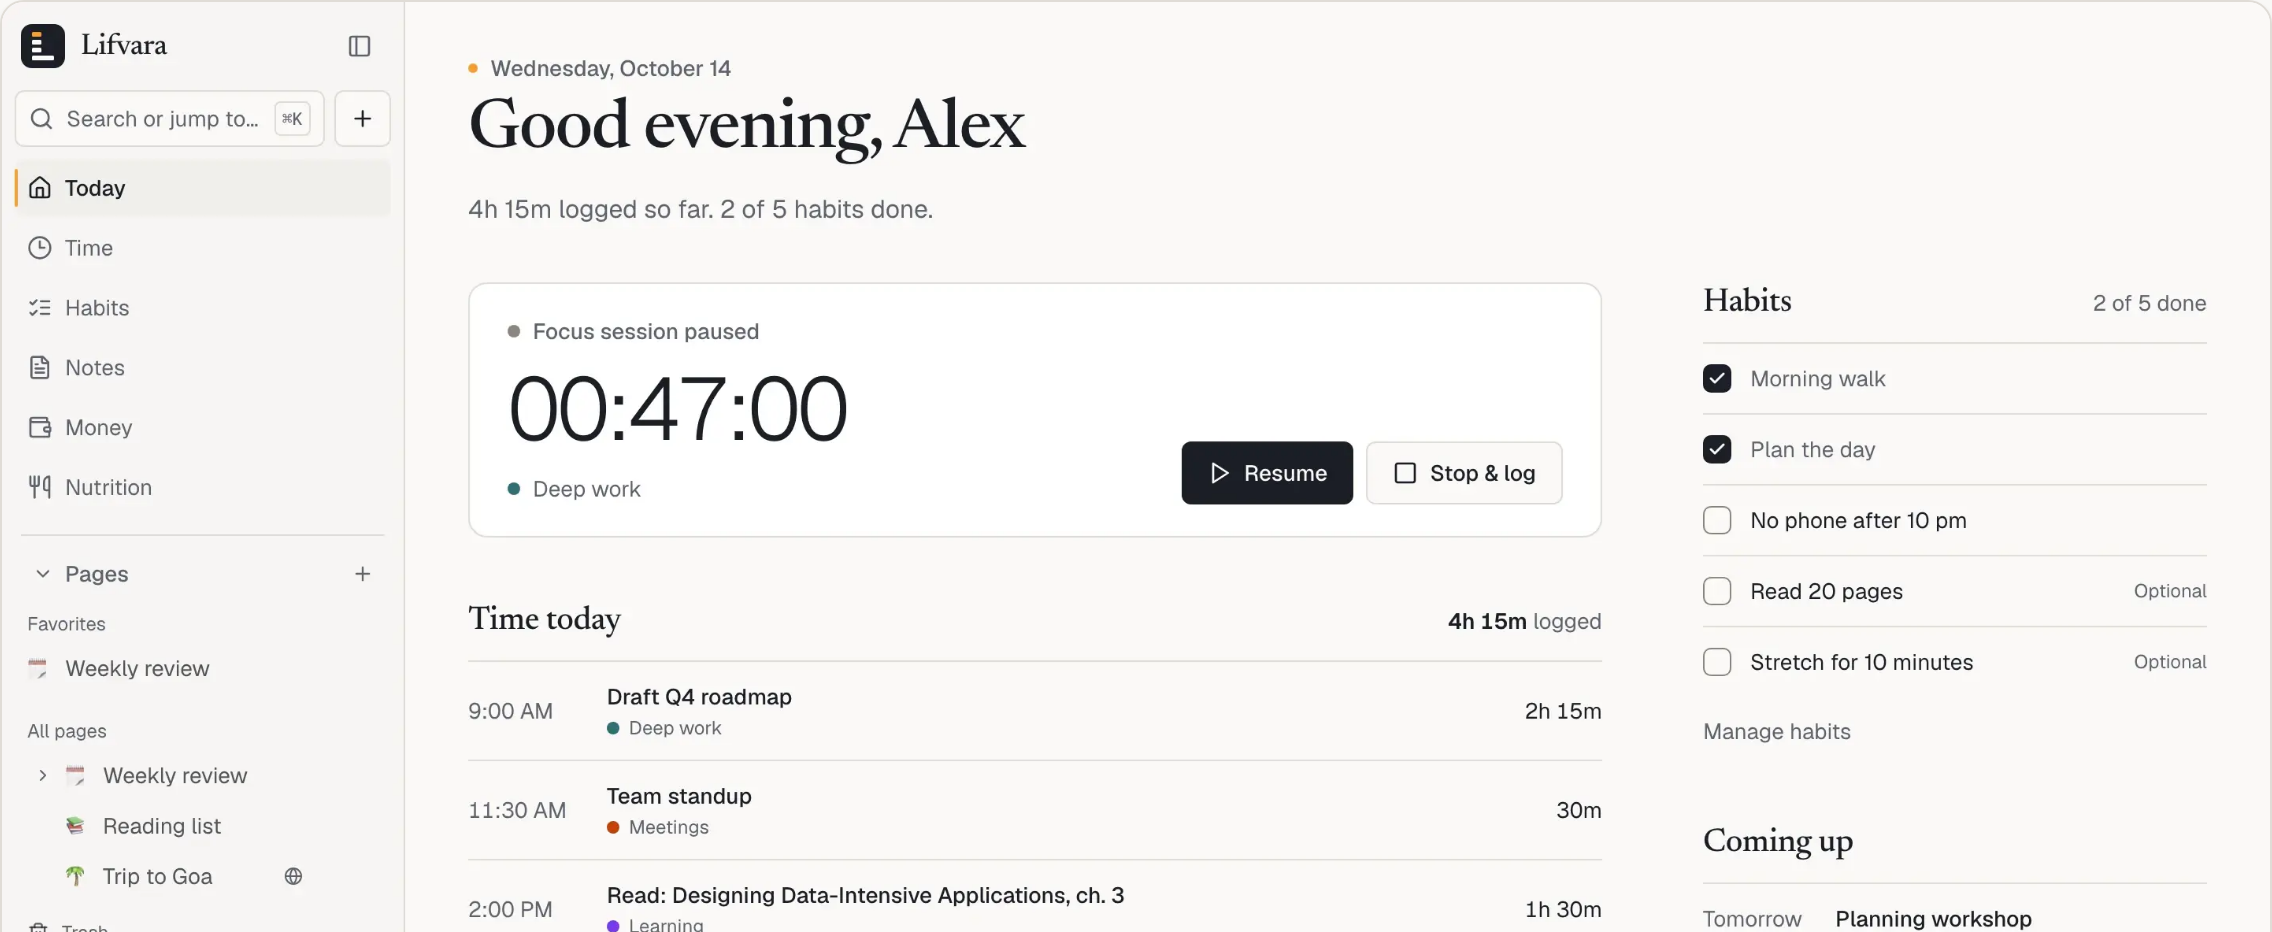 Lifvara
Search or jump to...
⌘K
Today
Time
Habits
Notes
Money
Nutrition
Pages
Favorites
Weekly review
All pages
Weekly review
Reading list
Trip to Goa
Trash
Wednesday, October 14
Good evening, Alex
4h 15m logged so far. 2 of 5 habits done.
Focus session paused
00:47:00
Deep work
Resume
Stop & log
Time today
4h 15m logged
9:00 AM
Draft Q4 roadmap
Deep work
2h 15m
11:30 AM
Team standup
Meetings
30m
2:00 PM
Read: Designing Data-Intensive Applications, ch. 3
Learning
1h 30m
Habits
2 of 5 done
Morning walk
Plan the day
No phone after 10 pm
Read 20 pages
Optional
Stretch for 10 minutes
Optional
Manage habits
Coming up
Tomorrow
Planning workshop